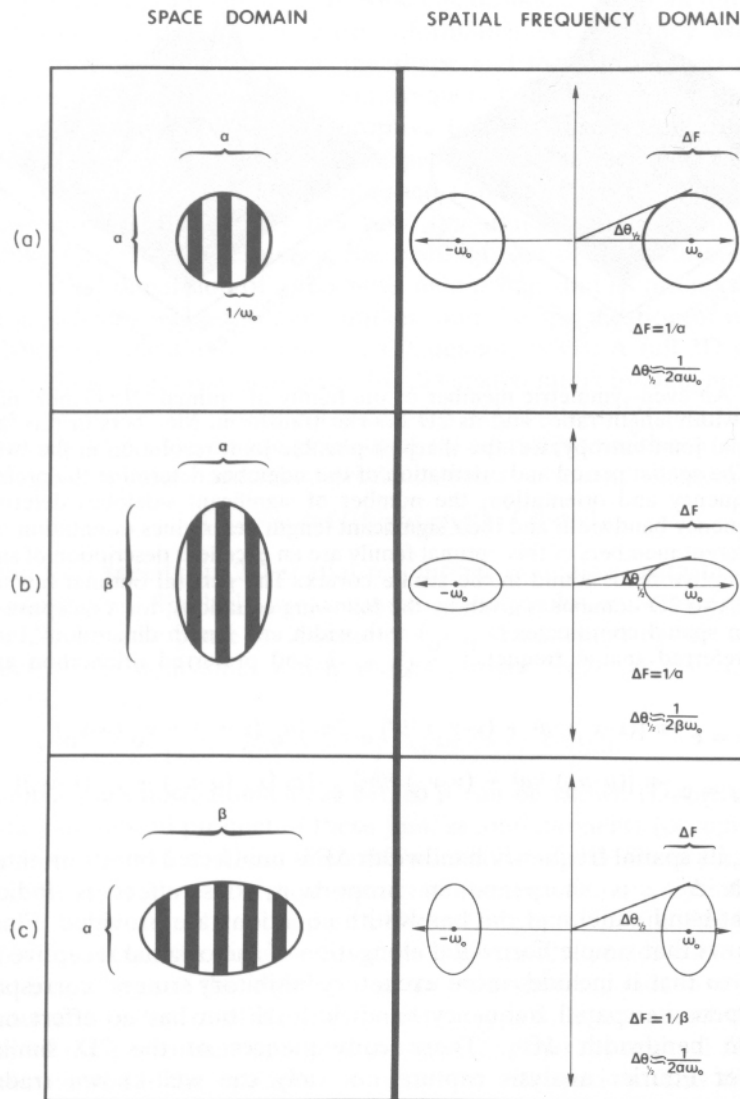 SPACE DOMAIN
SPATIAL FREQUENCY DOMAIN
(a)
α
α
1/ω₀
ΔF
Δθ½
-ω₀
ω₀
ΔF=1/α
Δθ½≈1/2αω₀
(b)
α
β
ΔF
Δθ½
-ω₀
ω₀
ΔF=1/α
Δθ½≈1/2βω₀
(c)
β
α
ΔF
Δθ½
-ω₀
ω₀
ΔF=1/β
Δθ½≈1/2αω₀